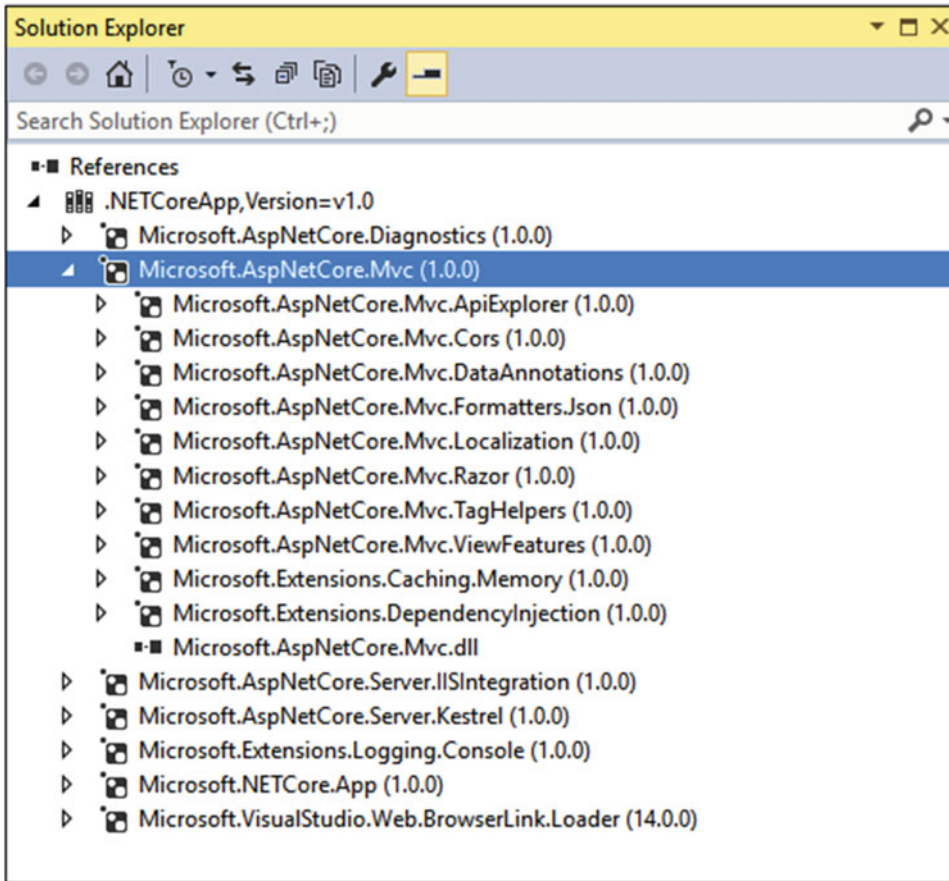 Solution Explorer
Search Solution Explorer (Ctrl+;)
References
.NETCoreApp,Version=v1.0
Microsoft.AspNetCore.Diagnostics (1.0.0)
Microsoft.AspNetCore.Mvc (1.0.0)
Microsoft.AspNetCore.Mvc.ApiExplorer (1.0.0)
Microsoft.AspNetCore.Mvc.Cors (1.0.0)
Microsoft.AspNetCore.Mvc.DataAnnotations (1.0.0)
Microsoft.AspNetCore.Mvc.Formatters.Json (1.0.0)
Microsoft.AspNetCore.Mvc.Localization (1.0.0)
Microsoft.AspNetCore.Mvc.Razor (1.0.0)
Microsoft.AspNetCore.Mvc.TagHelpers (1.0.0)
Microsoft.AspNetCore.Mvc.ViewFeatures (1.0.0)
Microsoft.Extensions.Caching.Memory (1.0.0)
Microsoft.Extensions.DependencyInjection (1.0.0)
Microsoft.AspNetCore.Mvc.dll
Microsoft.AspNetCore.Server.IISIntegration (1.0.0)
Microsoft.AspNetCore.Server.Kestrel (1.0.0)
Microsoft.Extensions.Logging.Console (1.0.0)
Microsoft.NETCore.App (1.0.0)
Microsoft.VisualStudio.Web.BrowserLink.Loader (14.0.0)